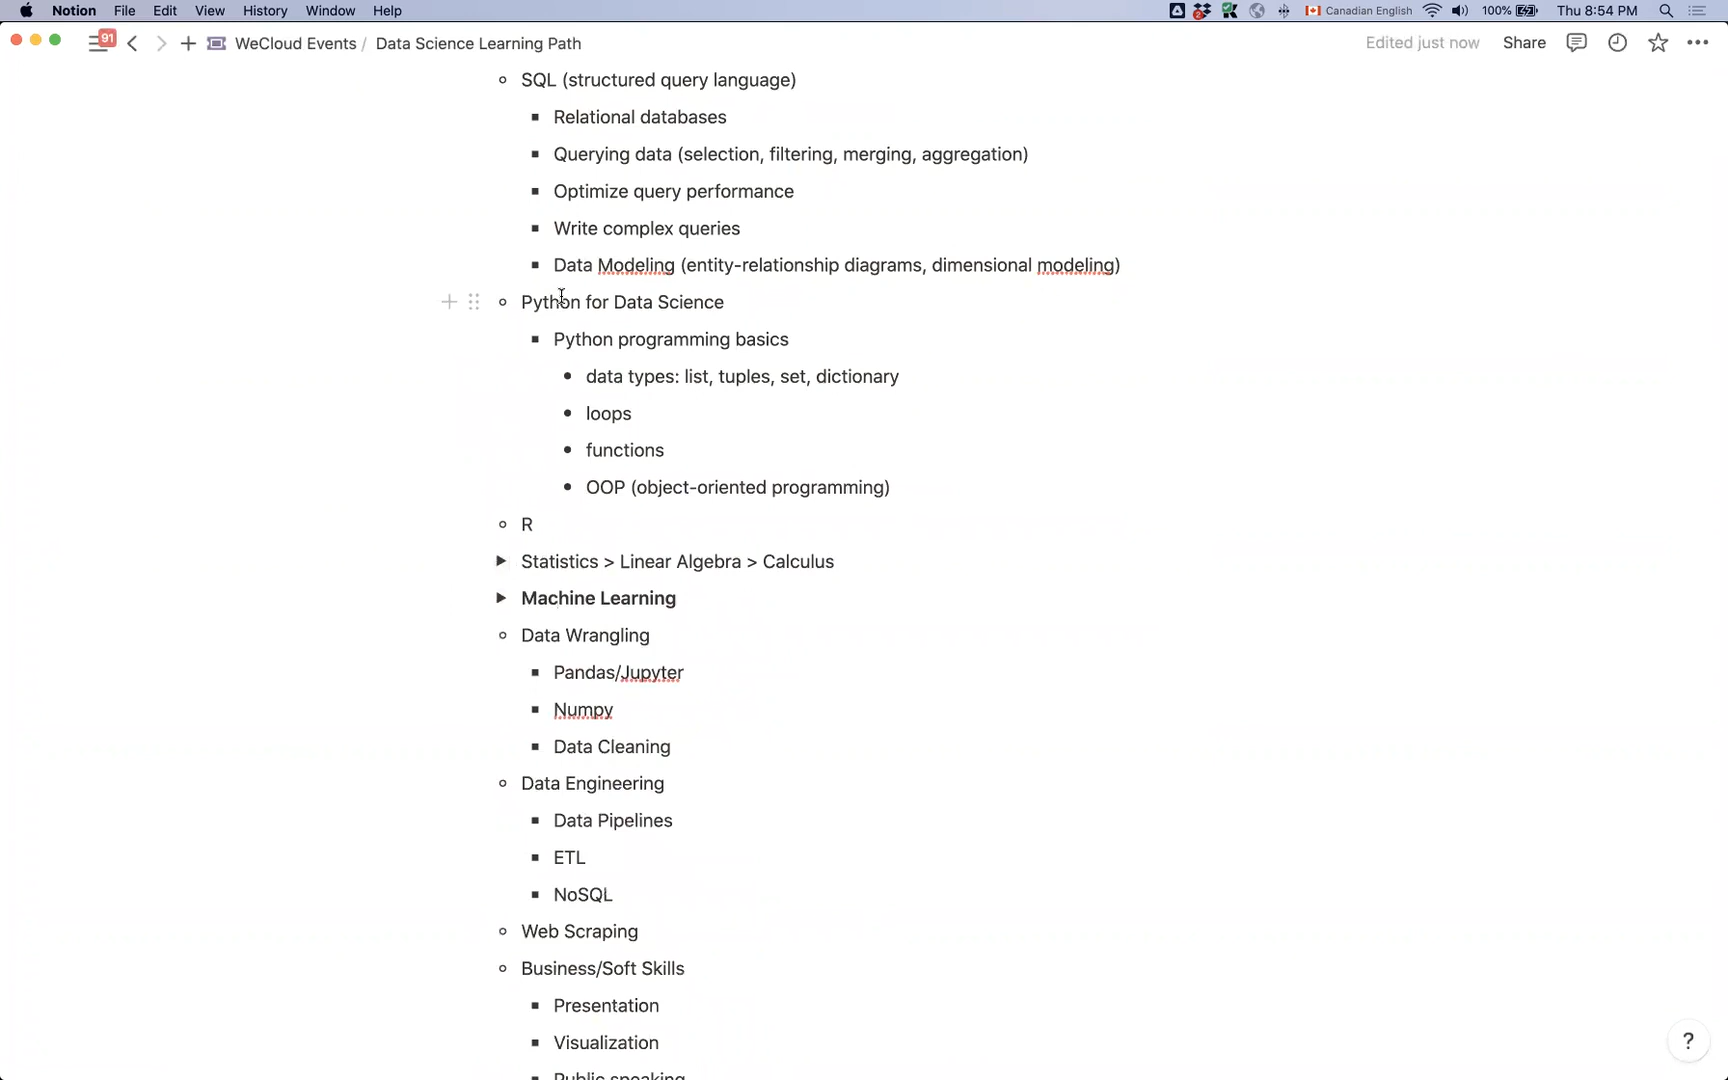 Notion File Edit View History Window Help 2 Canadian English 100% Thu 8:54 PM
91 WeCloud Events / Data Science Learning Path Edited just now Share
SQL (structured query language)
Relational databases
Querying data (selection, filtering, merging, aggregation)
Optimize query performance
Write complex queries
Data Modeling (entity-relationship diagrams, dimensional modeling)
Python for Data Science
Python programming basics
data types: list, tuples, set, dictionary
loops
functions
OOP (object-oriented programming)
R
Statistics > Linear Algebra > Calculus
Machine Learning
Data Wrangling
Pandas/Jupyter
Numpy
Data Cleaning
Data Engineering
Data Pipelines
ETL
NoSQL
Web Scraping
Business/Soft Skills
Presentation
Visualization
Public speaking
?